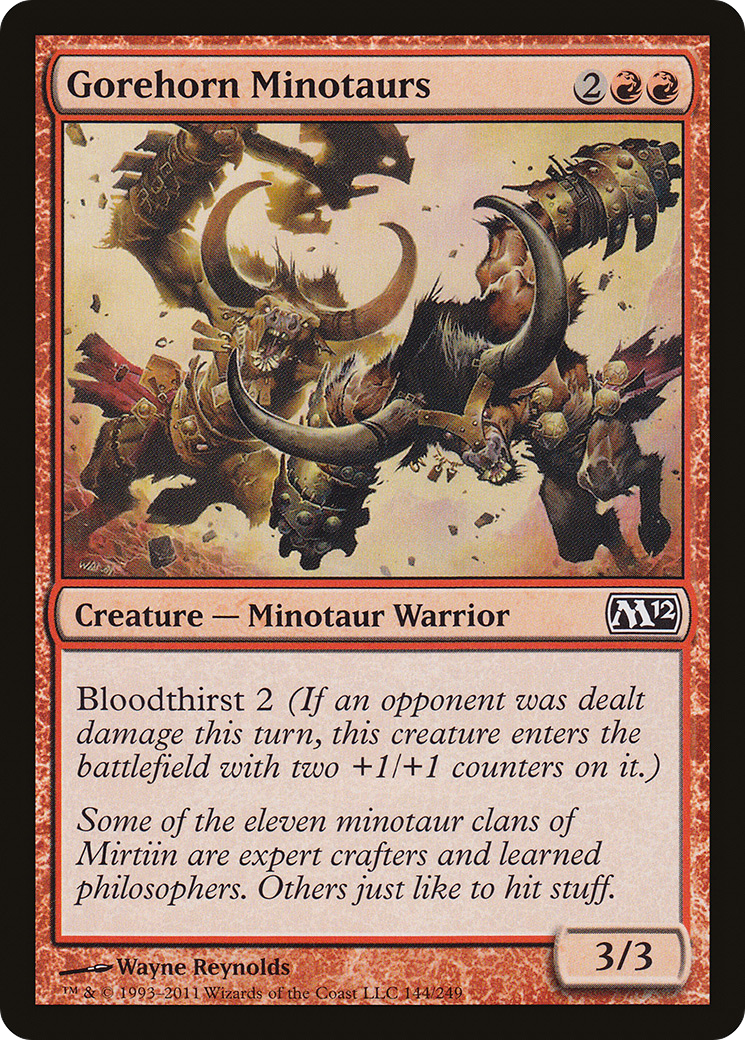 Gorehorn Minotaurs
2
Creature — Minotaur Warrior
M12
Bloodthirst 2 (If an opponent was dealt
damage this turn, this creature enters the
battlefield with two +1/+1 counters on it.)
Some of the eleven minotaur clans of
Mirtiin are expert crafters and learned
philosophers. Others just like to hit stuff.
3/3
Wayne Reynolds
™ & © 1993–2011 Wizards of the Coast LLC 144/249